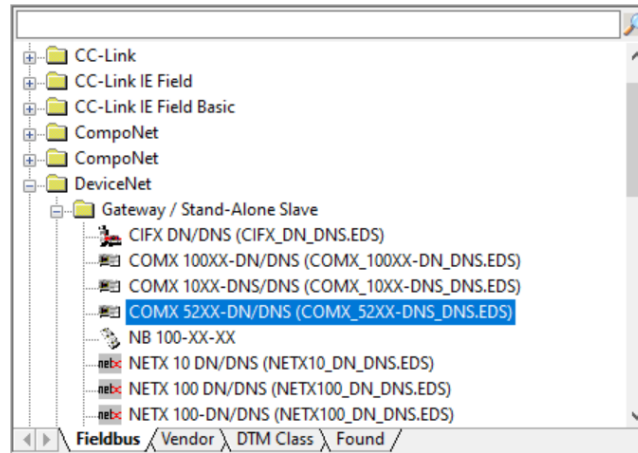 CC-Link
CC-Link IE Field
CC-Link IE Field Basic
CompoNet
CompoNet
DeviceNet
Gateway / Stand-Alone Slave
CIFX DN/DNS (CIFX_DN_DNS.EDS)
COMX 100XX-DN/DNS (COMX_100XX-DN_DNS.EDS)
COMX 10XX-DNS/DNS (COMX_10XX-DNS_DNS.EDS)
COMX 52XX-DN/DNS (COMX_52XX-DNS_DNS.EDS)
NB 100-XX-XX
netx NETX 10 DN/DNS (NETX10_DN_DNS.EDS)
netx NETX 100 DN/DNS (NETX100_DN_DNS.EDS)
netx NETX 100-DN/DNS (NETX100_DN_DNS.EDS)
Fieldbus Vendor DTM Class Found